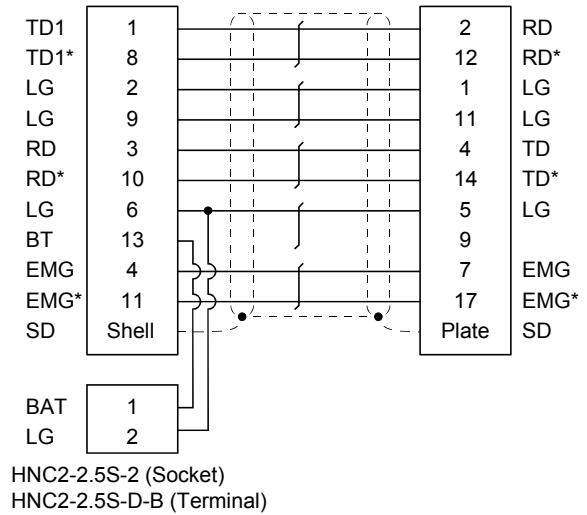 TD1 1 2 RD
TD1* 8 12 RD*
LG 2 1 LG
LG 9 11 LG
RD 3 4 TD
RD* 10 14 TD*
LG 6 5 LG
BT 13 9
EMG 4 7 EMG
EMG* 11 17 EMG*
SD Shell Plate SD
BAT 1
LG 2
HNC2-2.5S-2 (Socket)
HNC2-2.5S-D-B (Terminal)